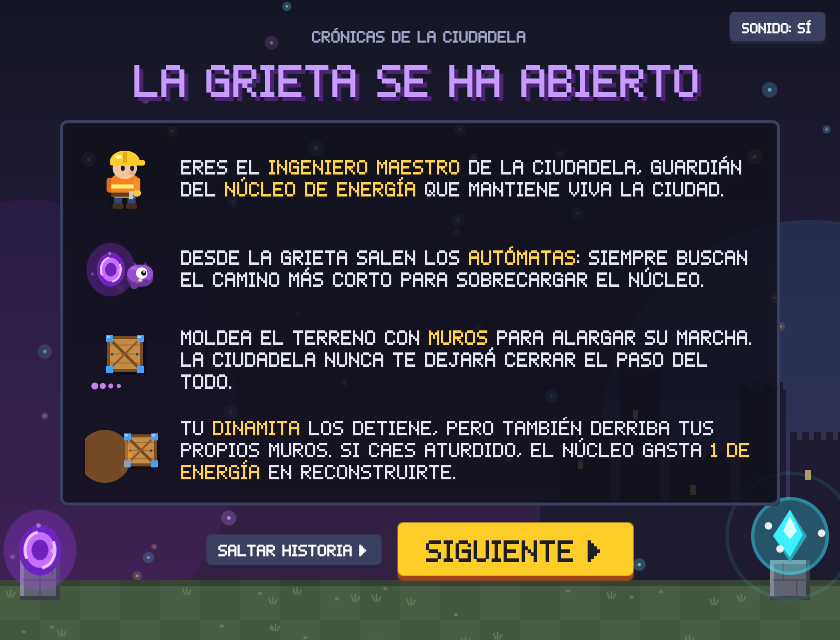 SONIDO: SÍ
CRÓNICAS DE LA CIUDADELA
LA GRIETA SE HA ABIERTO
ERES EL INGENIERO MAESTRO DE LA CIUDADELA, GUARDIÁN
DEL NÚCLEO DE ENERGÍA QUE MANTIENE VIVA LA CIUDAD.
DESDE LA GRIETA SALEN LOS AUTÓMATAS: SIEMPRE BUSCAN
EL CAMINO MÁS CORTO PARA SOBRECARGAR EL NÚCLEO.
MOLDEA EL TERRENO CON MUROS PARA ALARGAR SU MARCHA.
LA CIUDADELA NUNCA TE DEJARÁ CERRAR EL PASO DEL
TODO.
TU DINAMITA LOS DETIENE, PERO TAMBIÉN DERRIBA TUS
PROPIOS MUROS. SI CAES ATURDIDO, EL NÚCLEO GASTA 1 DE
ENERGÍA EN RECONSTRUIRTE.
SALTAR HISTORIA
SIGUIENTE